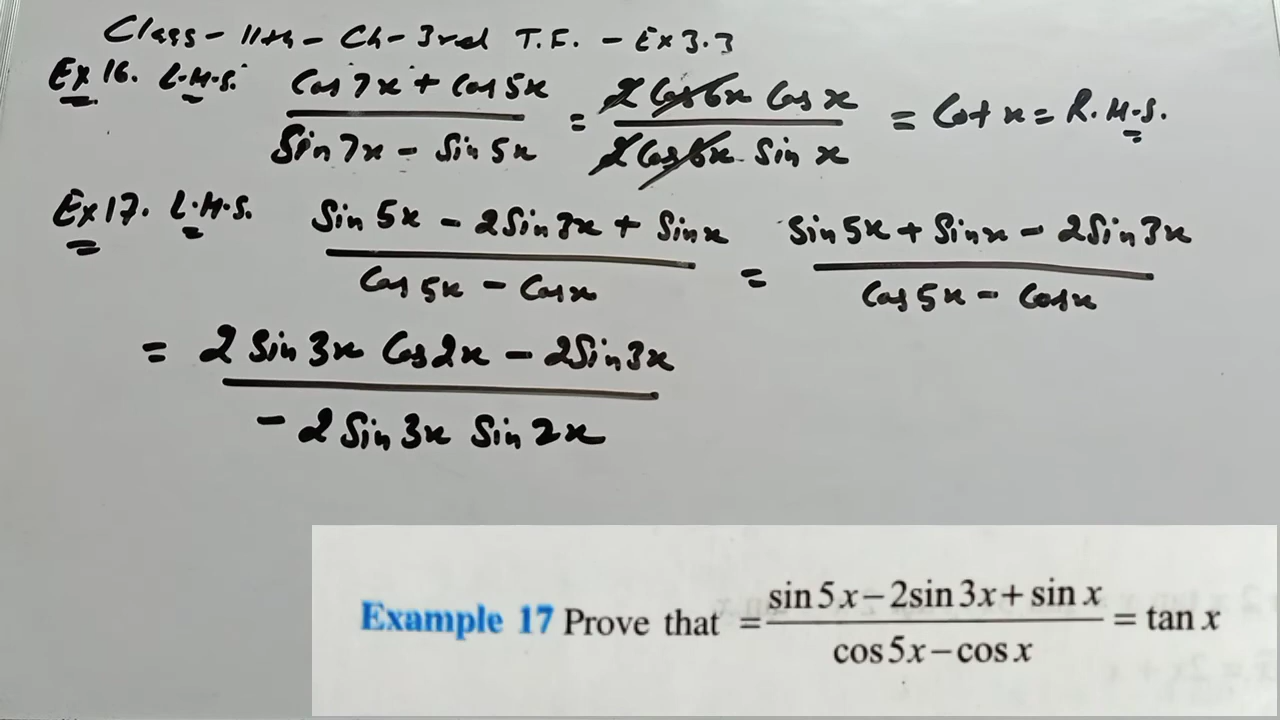 Class - 11th - Ch - 3rd T.F. - Ex 3.3
Ex 16. L.H.S. (Cos 7x + Cos 5x)/(Sin 7x - Sin 5x) = (2 Cos 6x Cos x)/(2 Cos 6x Sin x) = Cot x = R.H.S.
Ex 17. L.H.S. (Sin 5x - 2 Sin 3x + Sin x)/(Cos 5x - Cos x) = (Sin 5x + Sin x - 2 Sin 3x)/(Cos 5x - Cos x)
= (2 Sin 3x Cos 2x - 2 Sin 3x)/(- 2 Sin 3x Sin 2x)
Example 17 Prove that = (sin 5x – 2sin 3x + sin x)/(cos 5x – cos x) = tan x